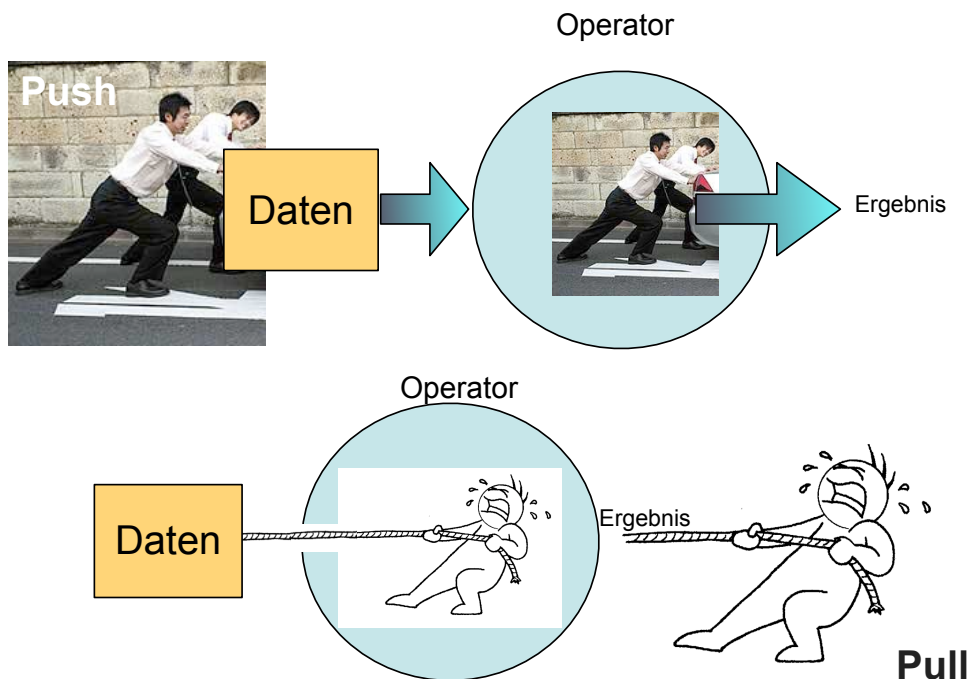 Operator
Push
Daten
Ergebnis
Operator
Daten
Ergebnis
Pull